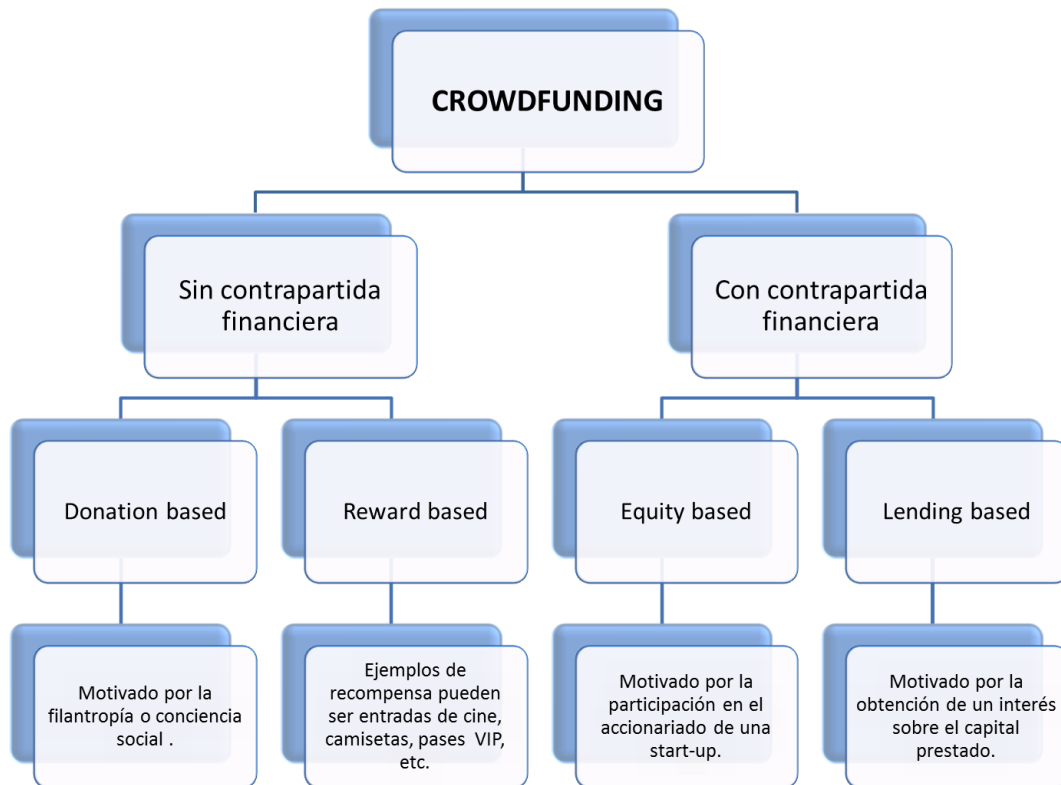 CROWDFUNDING
Sin contrapartida
financiera
Con contrapartida
financiera
Donation based
Reward based
Equity based
Lending based
Motivado por la
filantropía o conciencia
social .
Ejemplos de
recompensa pueden
ser entradas de cine,
camisetas, pases VIP,
etc.
Motivado por la
participación en el
accionariado de una
start-up.
Motivado por la
obtención de un interés
sobre el capital
prestado.